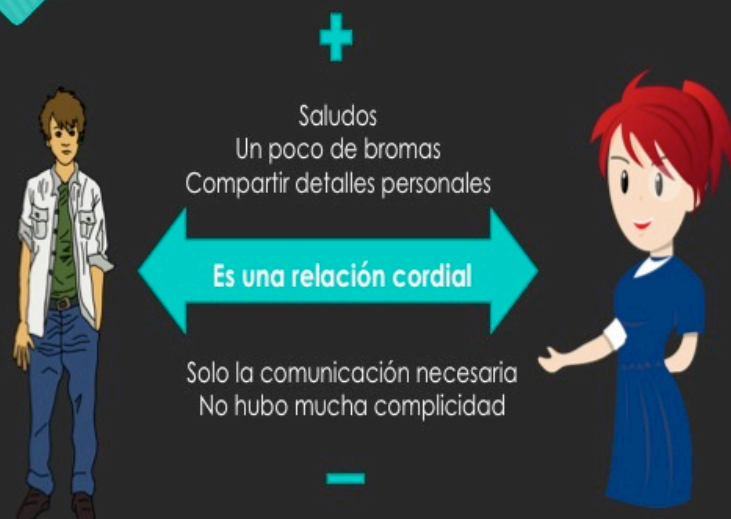 Saludos
Un poco de bromas
Compartir detalles personales
Es una relación cordial
Solo la comunicación necesaria
No hubo mucha complicidad